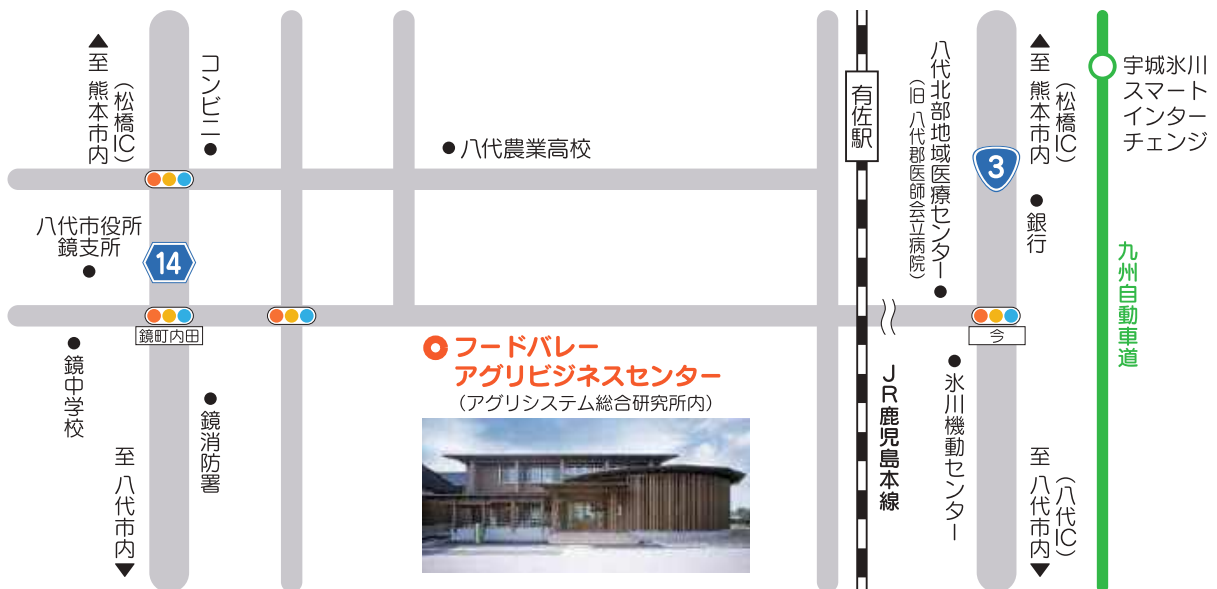 ▲至 熊本市内
(松橋IC)
コンビニ
八代農業高校
有佐駅
八代北部地域医療センター
(旧 八代郡医師会立病院)
▲至 熊本市内
(松橋IC)
宇城氷川
スマート
インター
チェンジ
3
銀行
八代市役所
鏡支所
14
九州自動車道
鏡町内田
今
フードバレー
アグリビジネスセンター
(アグリシステム総合研究所内)
鏡中学校
鏡消防署
JR鹿児島本線
氷川機動センター
至 八代市内▼
至 八代市内▼
(八代IC)